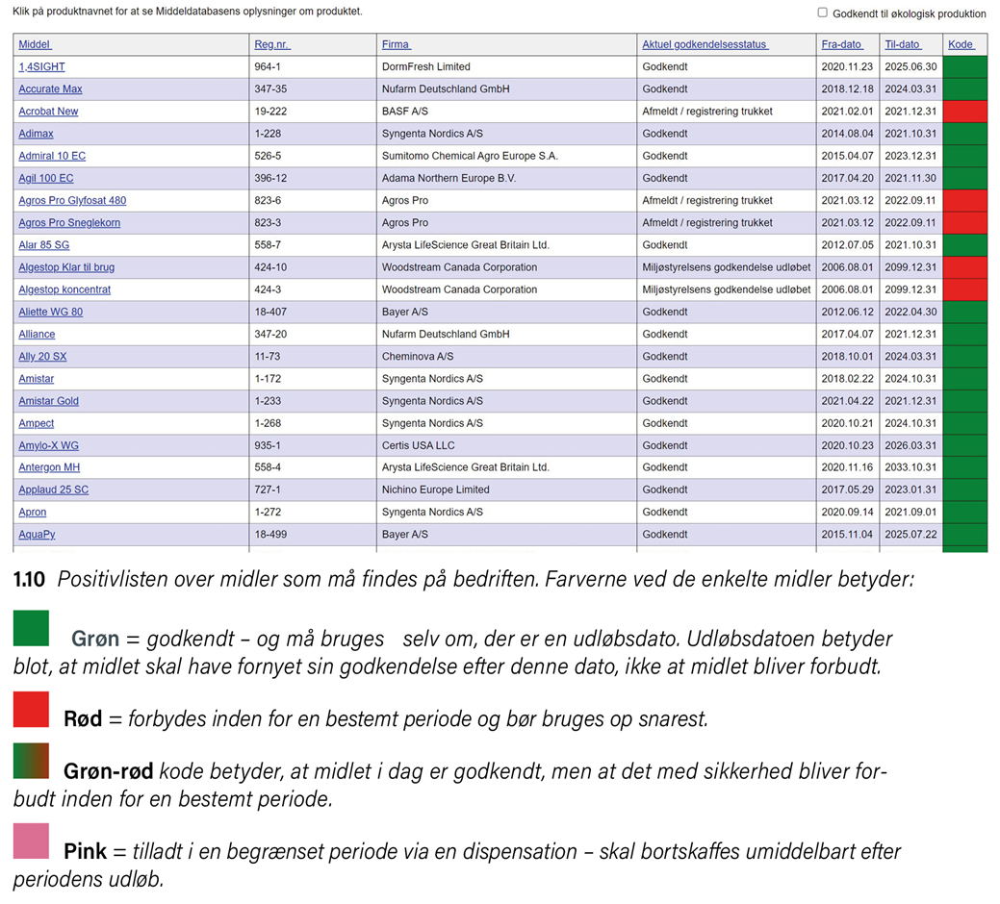 Klik på produktnavnet for at se Middeldatabasens oplysninger om produktet.
Godkendt til økologisk produktion
Middel Reg.nr. Firma Aktuel godkendelsesstatus Fra-dato Til-dato Kode
1,4SIGHT 964-1 DormFresh Limited Godkendt 2020.11.23 2025.06.30
Accurate Max 347-35 Nufarm Deutschland GmbH Godkendt 2018.12.18 2024.03.31
Acrobat New 19-222 BASF A/S Afmeldt / registrering trukket 2021.02.01 2021.12.31
Adimax 1-228 Syngenta Nordics A/S Godkendt 2014.08.04 2021.10.31
Admiral 10 EC 526-5 Sumitomo Chemical Agro Europe S.A. Godkendt 2015.04.07 2023.12.31
Agil 100 EC 396-12 Adama Northern Europe B.V. Godkendt 2017.04.20 2021.11.30
Agros Pro Glyfosat 480 823-6 Agros Pro Afmeldt / registrering trukket 2021.03.12 2022.09.11
Agros Pro Sneglekorn 823-3 Agros Pro Afmeldt / registrering trukket 2021.03.12 2022.09.11
Alar 85 SG 558-7 Arysta LifeScience Great Britain Ltd. Godkendt 2012.07.05 2021.10.31
Algestop Klar til brug 424-10 Woodstream Canada Corporation Miljøstyrelsens godkendelse udløbet 2006.08.01 2099.12.31
Algestop koncentrat 424-3 Woodstream Canada Corporation Miljøstyrelsens godkendelse udløbet 2006.08.01 2099.12.31
Aliette WG 80 18-407 Bayer A/S Godkendt 2012.06.12 2022.04.30
Alliance 347-20 Nufarm Deutschland GmbH Godkendt 2017.04.07 2021.12.31
Ally 20 SX 11-73 Cheminova A/S Godkendt 2018.10.01 2024.03.31
Amistar 1-172 Syngenta Nordics A/S Godkendt 2018.02.22 2024.10.31
Amistar Gold 1-233 Syngenta Nordics A/S Godkendt 2021.04.22 2021.12.31
Ampect 1-268 Syngenta Nordics A/S Godkendt 2020.10.21 2024.10.31
Amylo-X WG 935-1 Certis USA LLC Godkendt 2020.10.23 2026.03.31
Antergon MH 558-4 Arysta LifeScience Great Britain Ltd. Godkendt 2020.11.16 2033.10.31
Applaud 25 SC 727-1 Nichino Europe Limited Godkendt 2017.05.29 2023.01.31
Apron 1-272 Syngenta Nordics A/S Godkendt 2020.09.14 2021.09.01
AquaPy 18-499 Bayer A/S Godkendt 2015.11.04 2025.07.22
1.10 Positivlisten over midler som må findes på bedriften. Farverne ved de enkelte midler betyder:
Grøn = godkendt – og må bruges selv om, der er en udløbsdato. Udløbsdatoen betyder
blot, at midlet skal have fornyet sin godkendelse efter denne dato, ikke at midlet bliver forbudt.
Rød = forbydes inden for en bestemt periode og bør bruges op snarest.
Grøn-rød kode betyder, at midlet i dag er godkendt, men at det med sikkerhed bliver for-
budt inden for en bestemt periode.
Pink = tilladt i en begrænset periode via en dispensation – skal bortskaffes umiddelbart efter
periodens udløb.